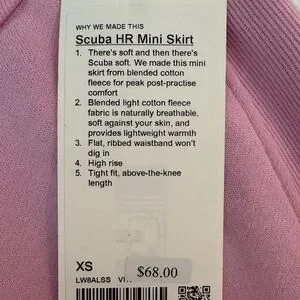 WHY WE MADE THIS
Scuba HR Mini Skirt
1. There's soft and then there's
Scuba soft. We made this mini
skirt from blended cotton
fleece for peak post-practise
comfort
2. Blended light cotton fleece
fabric is naturally breathable,
soft against your skin, and
provides lightweight warmth
3. Flat, ribbed waistband won't
dig in
4. High rise
5. Tight fit, above-the-knee
length
XS
LW8ALSS
$68.00